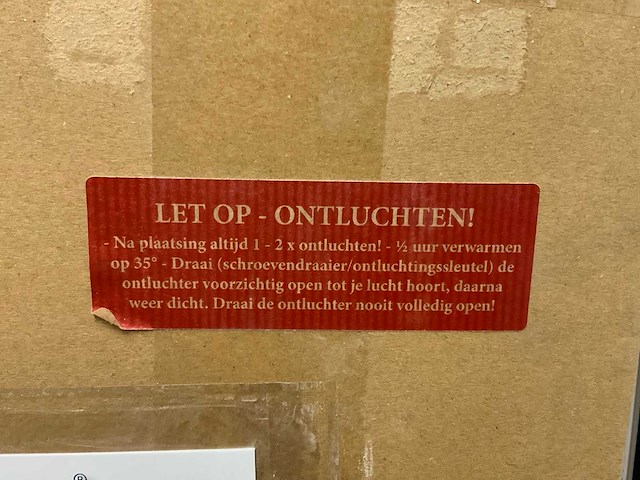 LET OP - ONTLUCHTEN!
- Na plaatsing altijd 1 - 2 x ontluchten! - ½ uur verwarmen
op 35° - Draai (schroevendraaier/ontluchtingssleutel) de
ontluchter voorzichtig open tot je lucht hoort, daarna
weer dicht. Draai de ontluchter nooit volledig open!
®